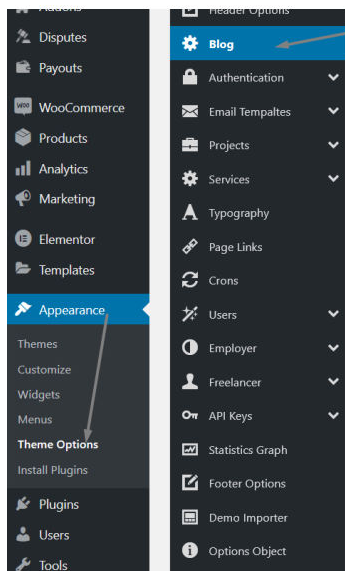 Addons
Disputes
Payouts
WooCommerce
Products
Analytics
Marketing
Elementor
Templates
Appearance
Themes
Customize
Widgets
Menus
Theme Options
Install Plugins
Plugins
Users
Tools
Header Options
Blog
Authentication
Email Tempaltes
Projects
Services
Typography
Page Links
Crons
Users
Employer
Freelancer
API Keys
Statistics Graph
Footer Options
Demo Importer
Options Object